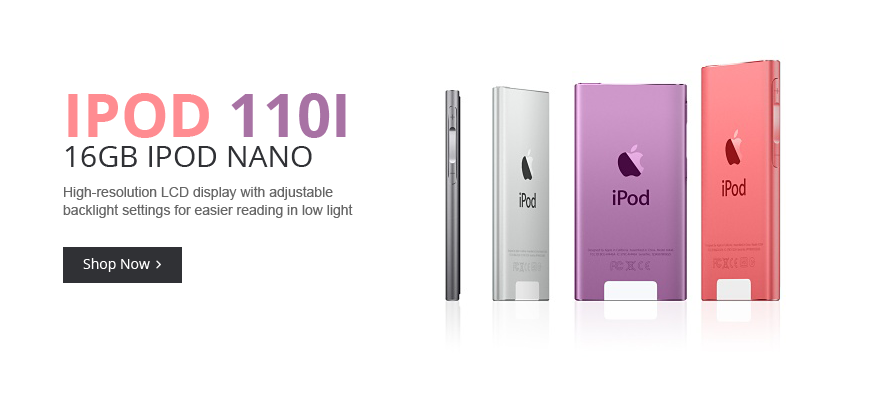 IPOD 110I
16GB IPOD NANO
High-resolution LCD display with adjustable
backlight settings for easier reading in low light
Shop Now
iPod
iPod
iPod